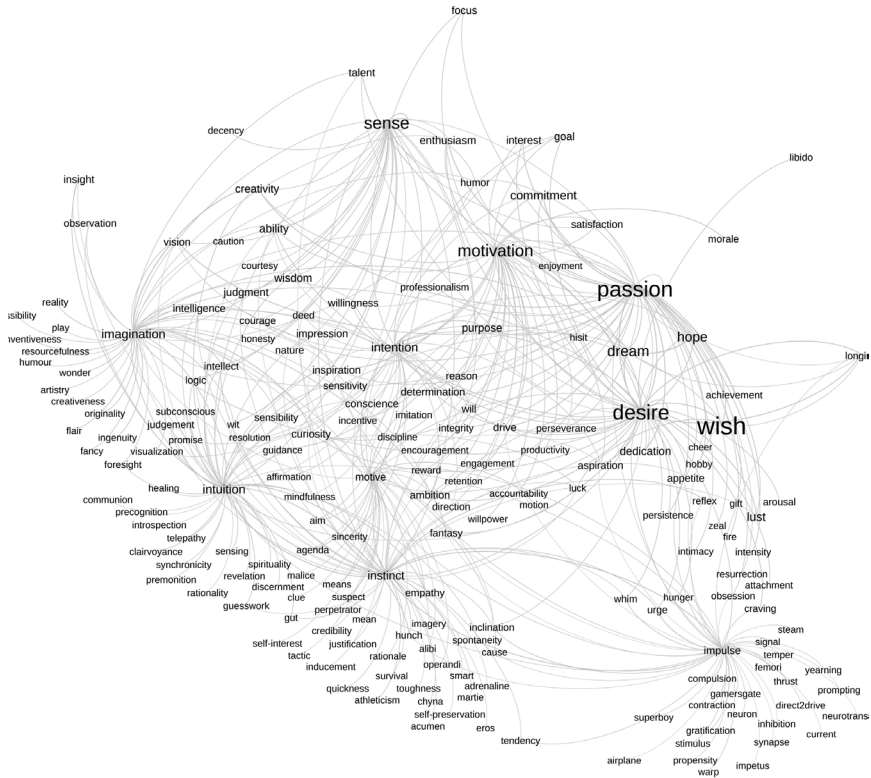 focus
talent
sense
decency
enthusiasm
interest
goal
libido
insight
humor
creativity
commitment
observation
ability
satisfaction
vision
caution
morale
motivation
courtesy
enjoyment
wisdom
professionalism
passion
judgment
reality
willingness
intelligence
ssibility
deed
courage
play
purpose
imagination
impression
hope
hisit
nventiveness
honesty
intention
resourcefulness
nature
dream
longi
humour
intellect
inspiration
wonder
reason
logic
sensitivity
artistry
determination
achievement
creativeness
conscience
originality
subconscious
will
desire
imitation
sensibility
incentive
judgement
wit
wish
flair
integrity
drive
perseverance
curiosity
ingenuity
promise
resolution
discipline
cheer
fancy
visualization
guidance
encouragement
productivity
dedication
foresight
engagement
aspiration
hobby
reward
affirmation
motive
retention
appetite
healing
intuition
luck
mindfulness
ambition
accountability
communion
direction
motion
reflex
gift
arousal
precognition
persistence
lust
aim
willpower
introspection
zeal
fantasy
telepathy
sincerity
fire
clairvoyance
sensing
agenda
intimacy
intensity
synchronicity
spirituality
premonition
revelation
malice
instinct
resurrection
discernment
means
attachment
rationality
clue
suspect
empathy
hunger
obsession
guesswork
perpetrator
whim
urge
craving
gut
mean
imagery
credibility
inclination
steam
hunch
spontaneity
self-interest
justification
alibi
cause
impulse
signal
tactic
rationale
temper
inducement
operandi
femori
yearning
survival
smart
compulsion
thrust
quickness
toughness
adrenaline
gamersgate
prompting
athleticism
chyna
martie
contraction
direct2drive
self-preservation
superboy
neuron
neurotrans
acumen
eros
inhibition
gratification
current
tendency
stimulus
synapse
airplane
propensity
impetus
warp